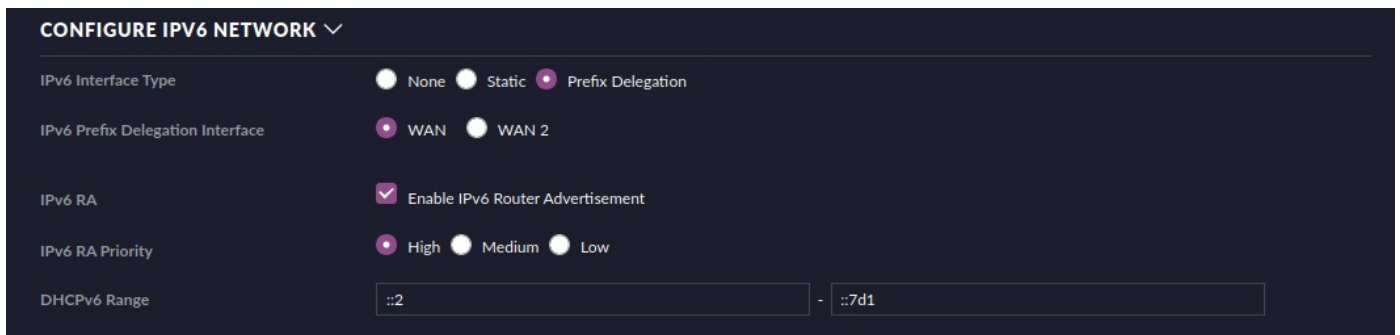 CONFIGURE IPV6 NETWORK
IPv6 Interface Type None Static Prefix Delegation
IPv6 Prefix Delegation Interface WAN WAN 2
IPv6 RA Enable IPv6 Router Advertisement
IPv6 RA Priority High Medium Low
DHCPv6 Range ::2 - ::7d1